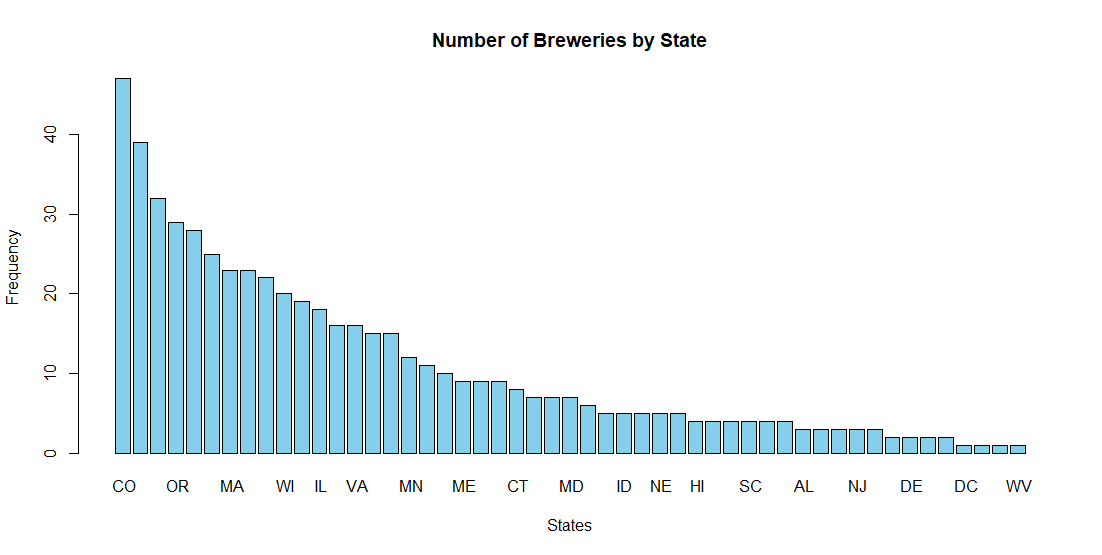 Number of Breweries by State
Frequency
40
30
20
10
0
CO OR MA WI IL VA MN ME CT MD ID NE HI SC AL NJ DE DC WV
States